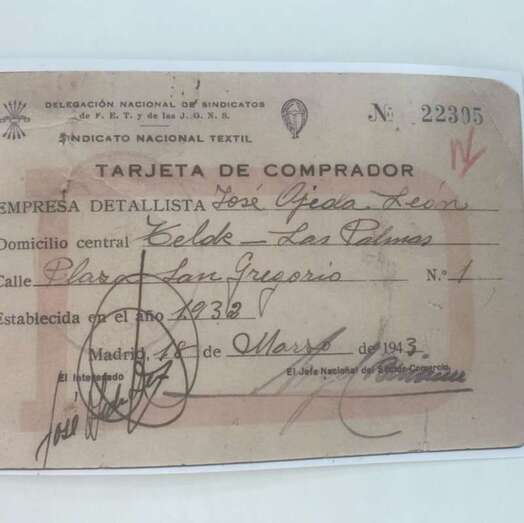 DELEGACIÓN NACIONAL DE SINDICATOS
de F. E. T. y de las J. O. N. S.
SINDICATO NACIONAL TEXTIL
Nº 22305
TARJETA DE COMPRADOR
EMPRESA DETALLISTA José Ojeda León
Domicilio central Telde - Las Palmas
Calle Plaza San Gregorio N.º 1
Establecida en el año 1932
Madrid, 18 de Marzo de 1943.
El Interesado
El Jefe Nacional del Sector Comercio
José